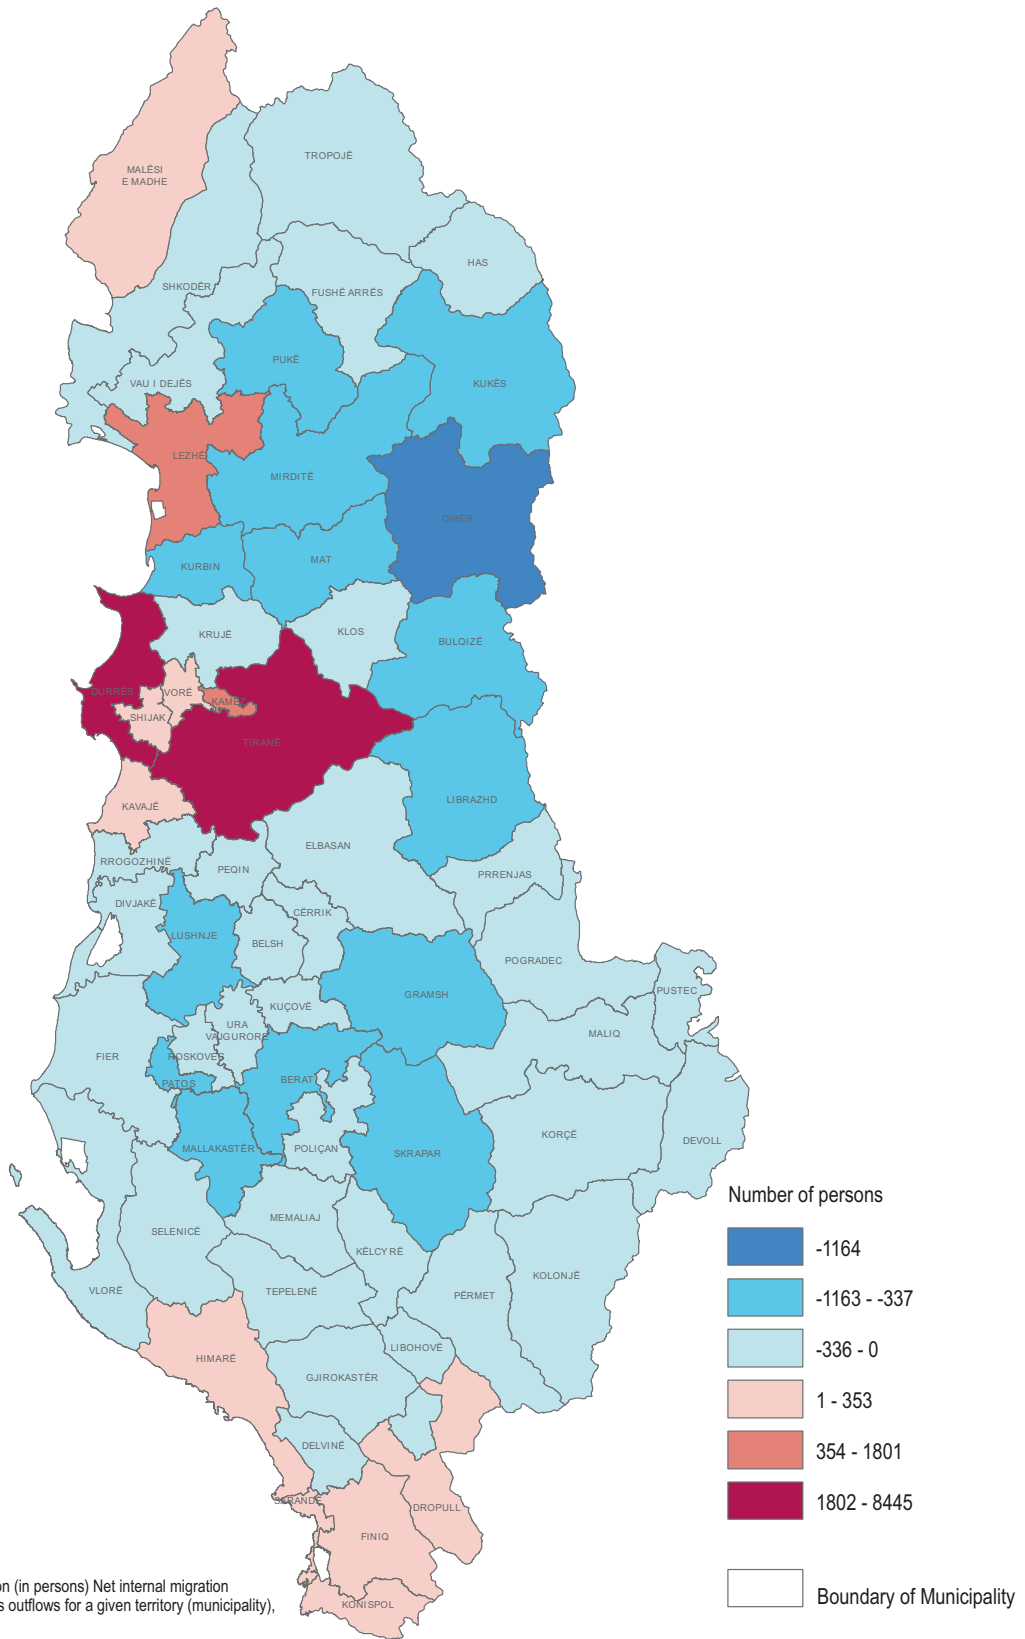 MALËSI
E MADHE
TROPOJË
HAS
SHKODËR
FUSHË ARRËS
PUKË
KUKËS
VAU I DEJËS
LEZHË
MIRDITË
DIBËR
KURBIN
MAT
KRUJË
KLOS
BULQIZË
DURRËS
VORË
KAMËZ
SHIJAK
TIRANË
KAVAJË
LIBRAZHD
ELBASAN
RROGOZHINË
PEQIN
PRRENJAS
DIVJAKË
CËRRIK
LUSHNJE
BELSH
POGRADEC
GRAMSH
PUSTEC
KUÇOVË
URA
VAJGURORE
MALIQ
FIER
ROSKOVEC
PATOS
BERAT
KORÇË
DEVOLL
MALLAKASTËR
POLIÇAN
SKRAPAR
MEMALIAJ
SELENICË
KËLCYRË
KOLONJË
VLORË
TEPELENË
PËRMET
LIBOHOVË
HIMARË
GJIROKASTËR
DELVINË
SARANDË
DROPULL
FINIQ
KONISPOL
Number of persons
-1164
-1163 - -337
-336 - 0
1 - 353
354 - 1801
1802 - 8445
Boundary of Municipality
on (in persons) Net internal migration
s outflows for a given territory (municipality),